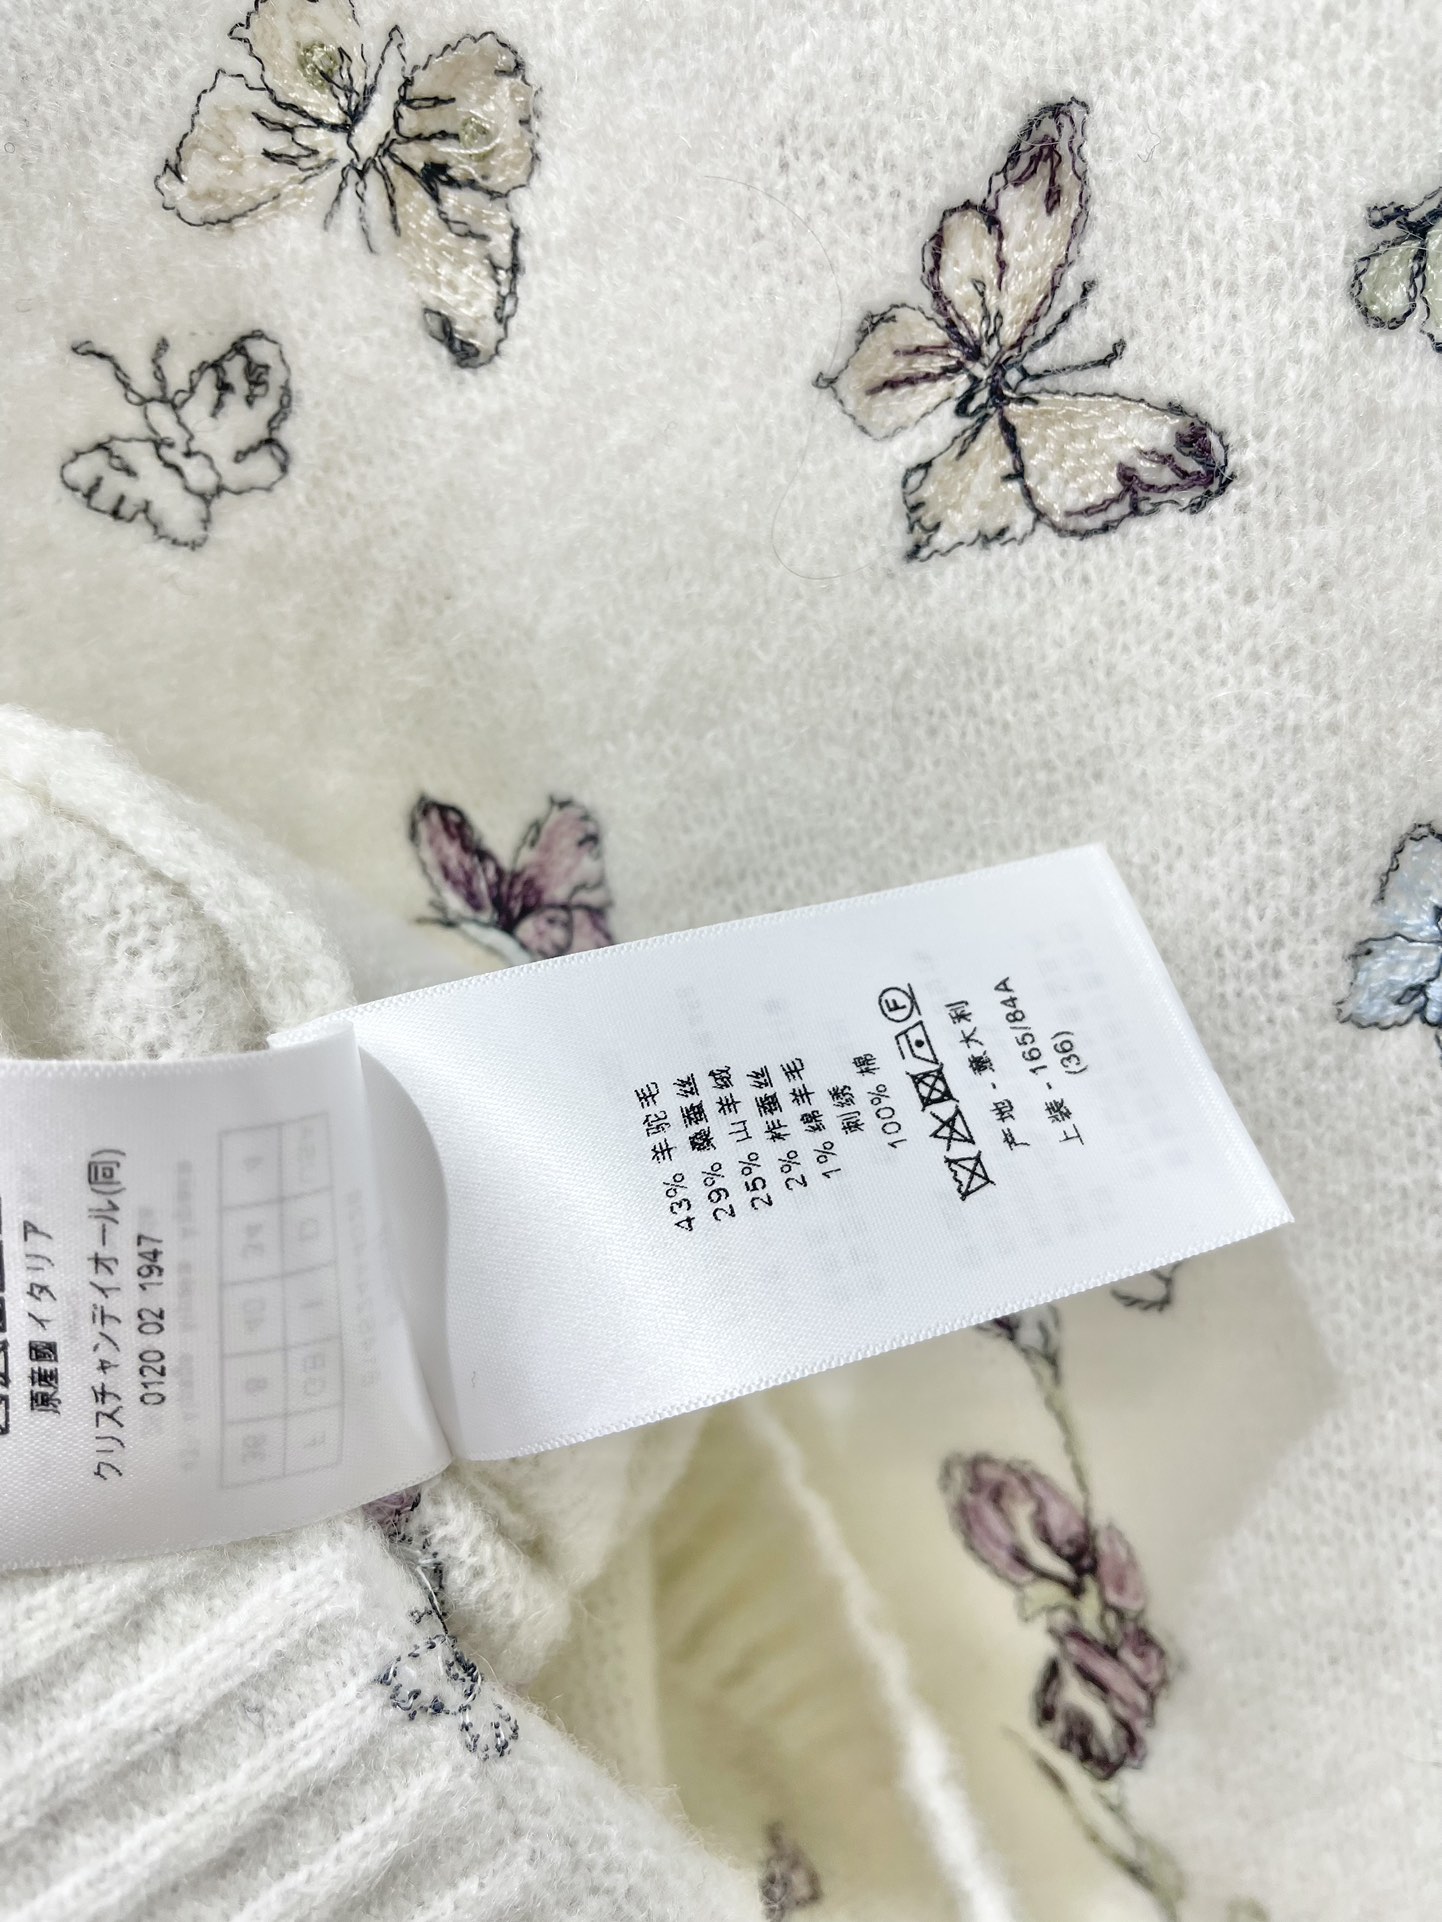 原産國イタリア
クリスチャンディオール(同)
0120 02 1947
43% 羊驼毛
29% 桑蚕丝
25% 山羊绒
2% 柞蚕丝
1% 绵羊毛
刺绣
100% 棉
F
产地 - 意大利
上装 - 165/84A
(36)